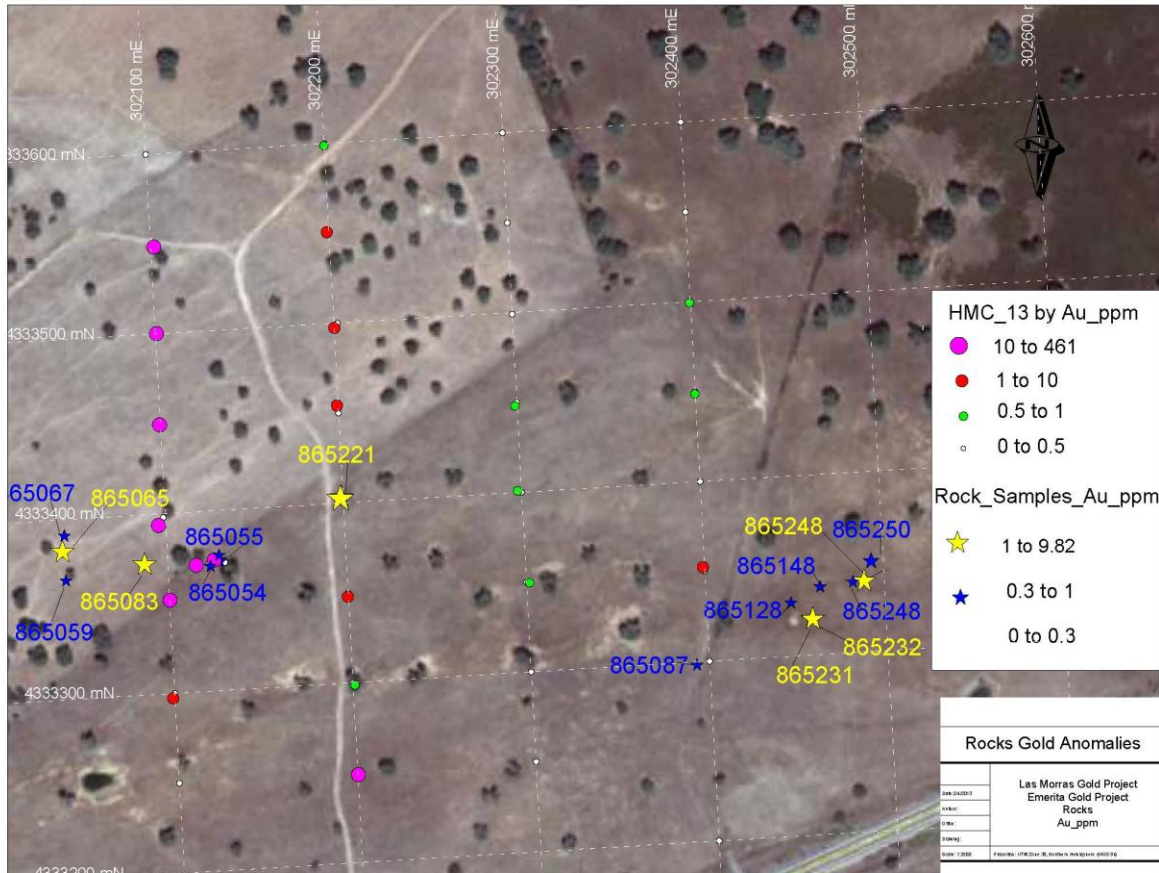 302100 mE
302200 mE
302300 mE
302400 mE
302500 mE
302600 mE
4333600 mN
4333500 mN
4333400 mN
4333300 mN
4333200 mN
N
865221
65067
865065
865055
865054
865083
865059
865248
865250
865148
865128
865248
865087
865232
865231
HMC_13 by Au_ppm
10 to 461
1 to 10
0.5 to 1
0 to 0.5
Rock_Samples_Au_ppm
1 to 9.82
0.3 to 1
0 to 0.3
Rocks Gold Anomalies
Las Morras Gold Project
Emerita Gold Project
Rocks
Au_ppm